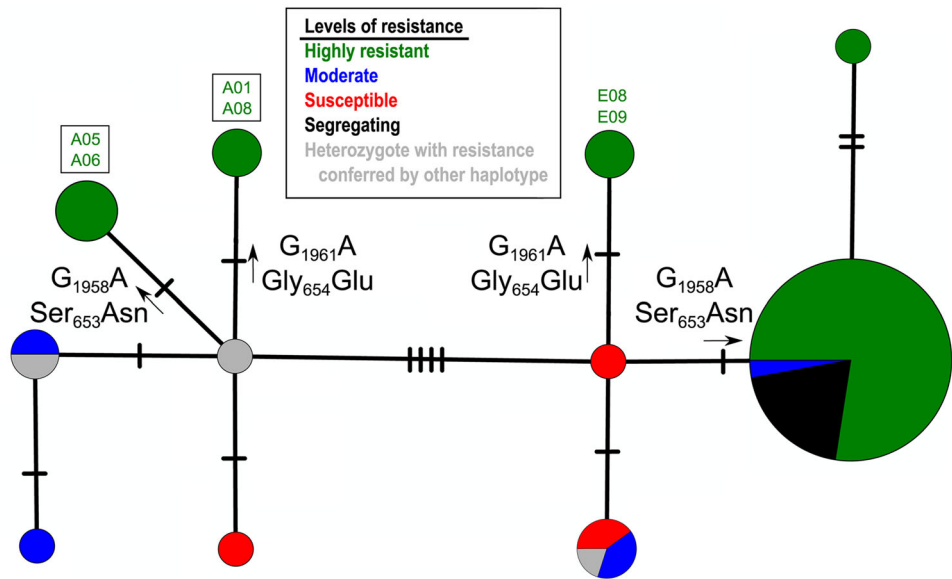 Levels of resistance
Highly resistant
Moderate
Susceptible
Segregating
Heterozygote with resistance
conferred by other haplotype
A05
A06
A01
A08
E08
E09
G1958A
Ser653Asn
G1961A
Gly654Glu
G1961A
Gly654Glu
G1958A
Ser653Asn